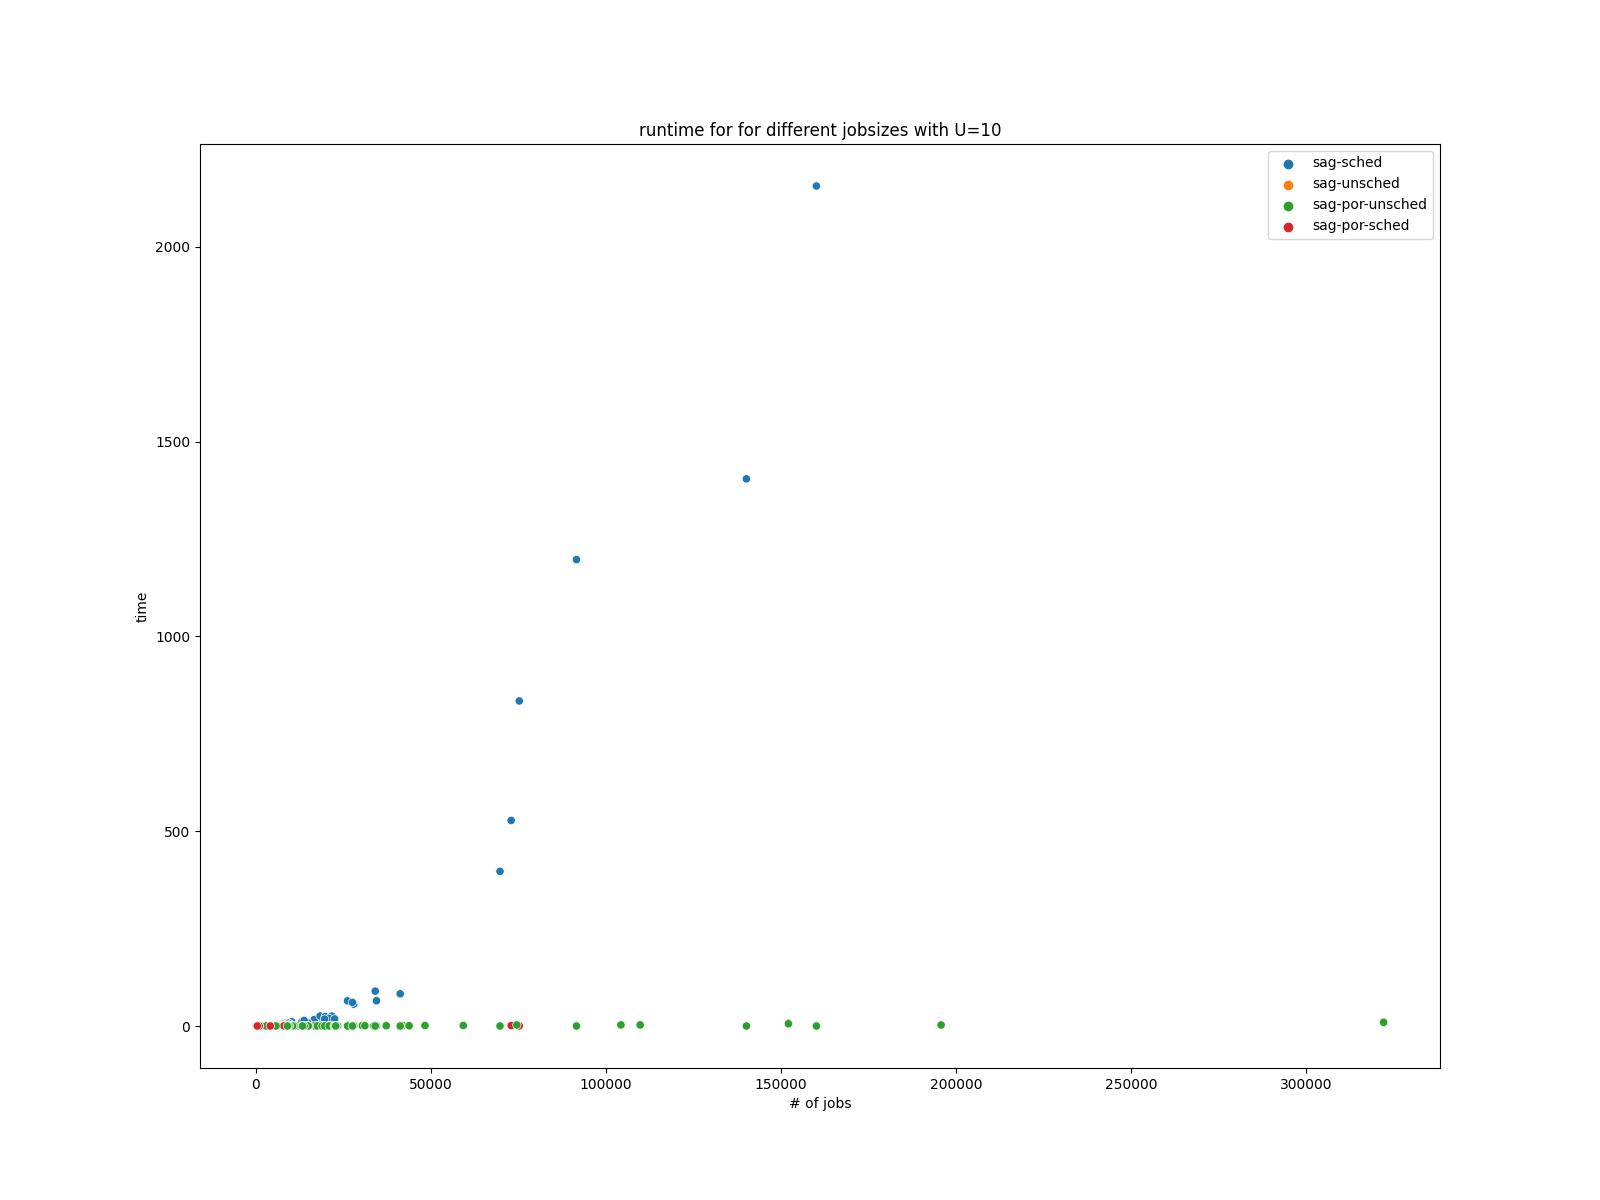 runtime for for different jobsizes with U=10
sag-sched
sag-unsched
sag-por-unsched
sag-por-sched
2000
1500
1000
500
0
time
0 50000 100000 150000 200000 250000 300000
# of jobs